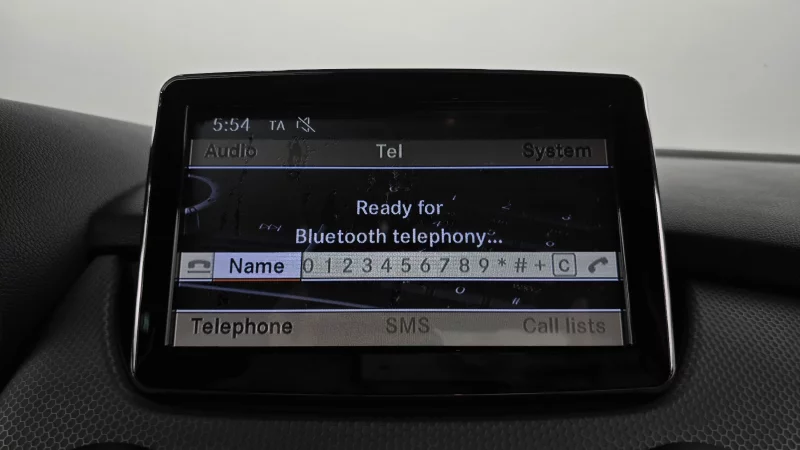 5:54 TA
Audio Tel System
Ready for
Bluetooth telephony...
Name 0 1 2 3 4 5 6 7 8 9 * # + C
Telephone SMS Call lists